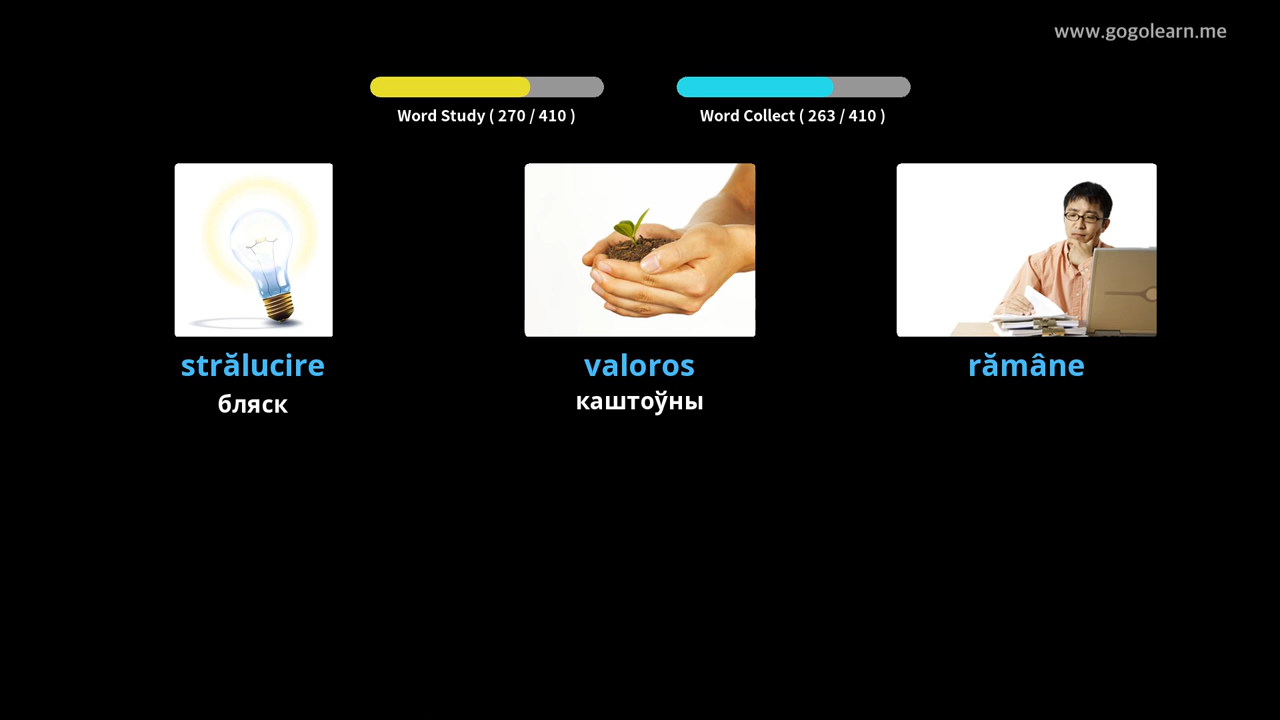 www.gogolearn.me
Word Study ( 270 / 410 )
Word Collect ( 263 / 410 )
strălucire
бляск
valoros
каштоўны
rămâne